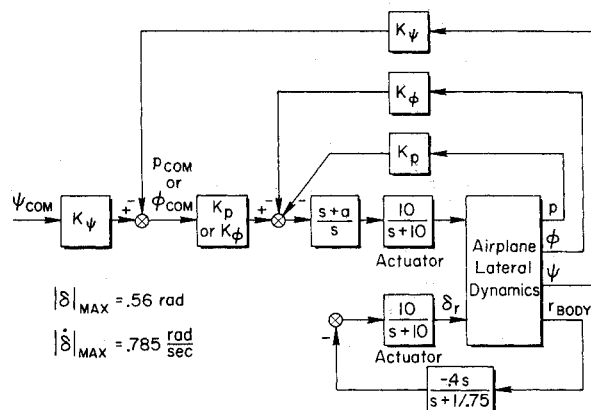 K_ψ
K_φ
K_p
p_COM
or
φ_COM
ψ_COM
K_ψ
+
-
K_p
or K_φ
+
-
s+a
s
10
s+10
Actuator
Airplane
Lateral
Dynamics
p
φ
ψ
r_BODY
10
s+10
δ_r
-
Actuator
-.4s
s+1/.75
|δ|_MAX = .56 rad
|δ̇|_MAX = .785 rad
sec